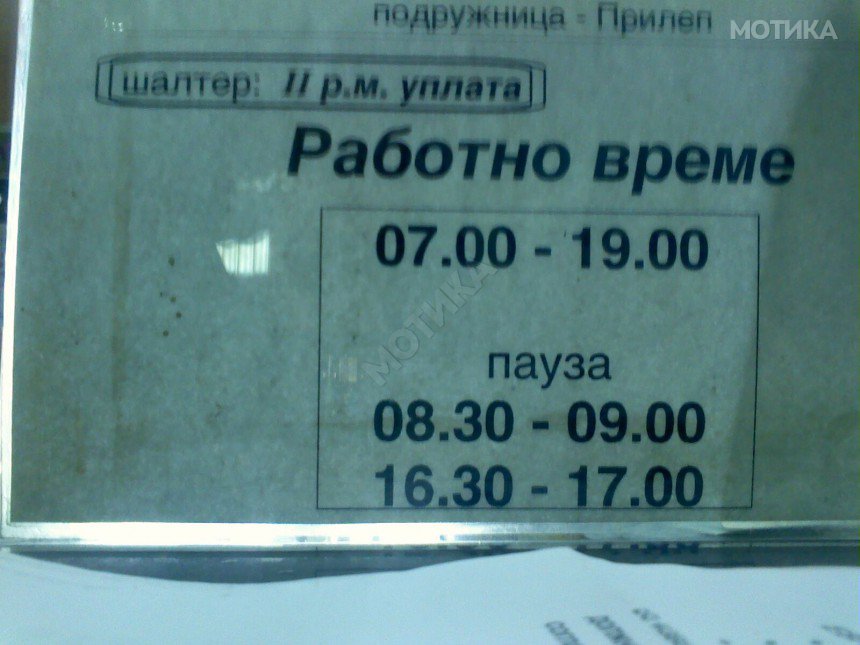 подружница - Прилеп
МОТИКА
шалтер: II р.м. уплата
Работно време
07.00 - 19.00
МОТИКА
пауза
08.30 - 09.00
16.30 - 17.00